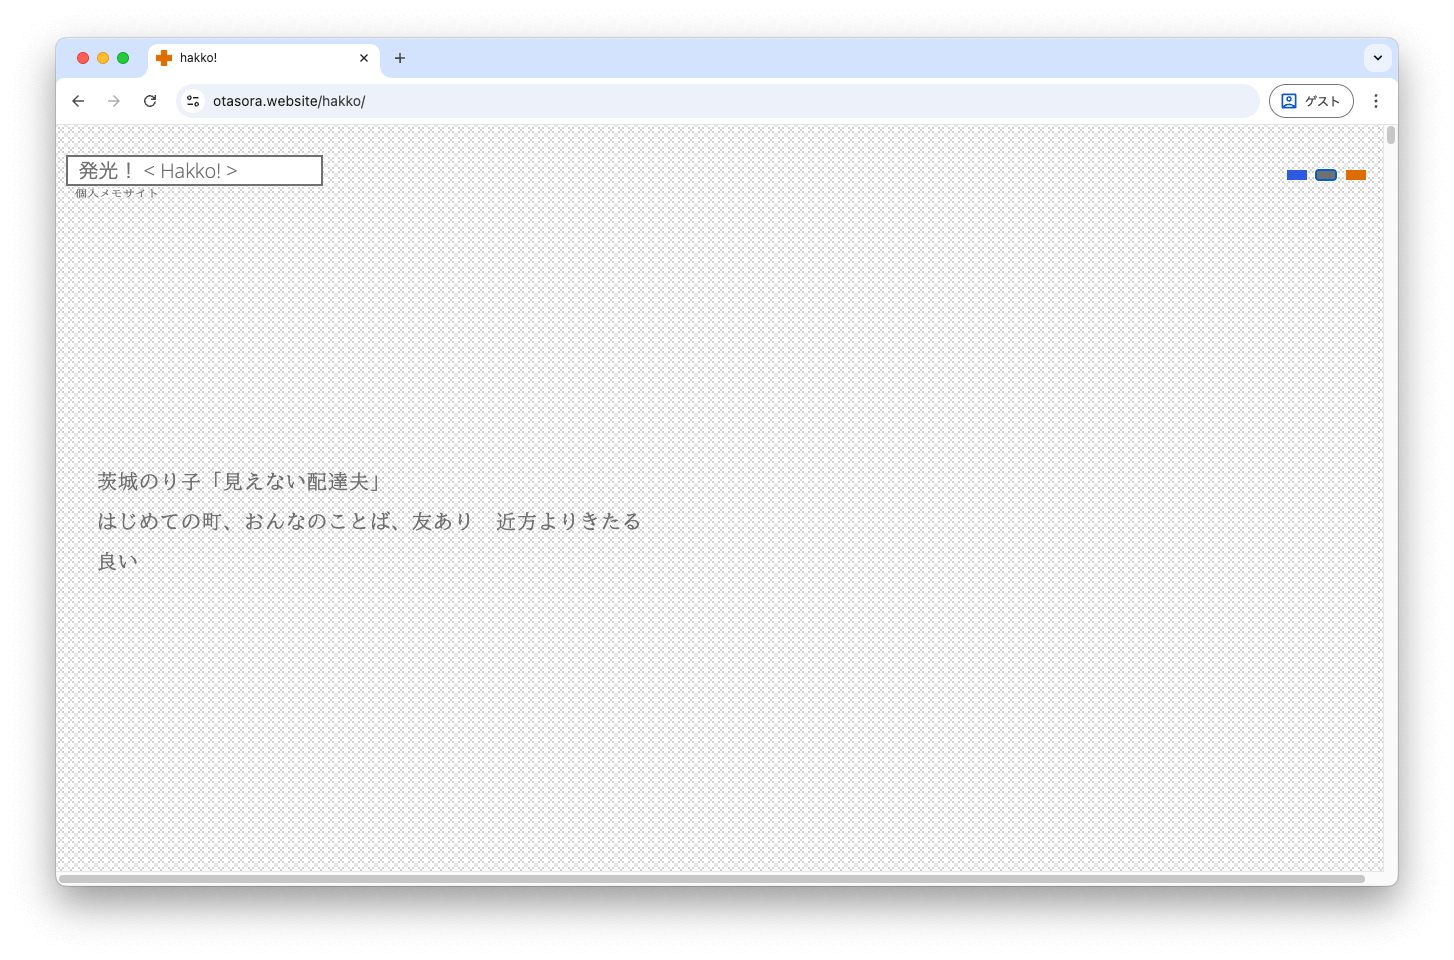 hakko!
otasora.website/hakko/
ゲスト
発光！ < Hakko! >
個人メモサイト
茨城のり子「見えない配達夫」
はじめての町、おんなのことば、友あり　近方よりきたる
良い